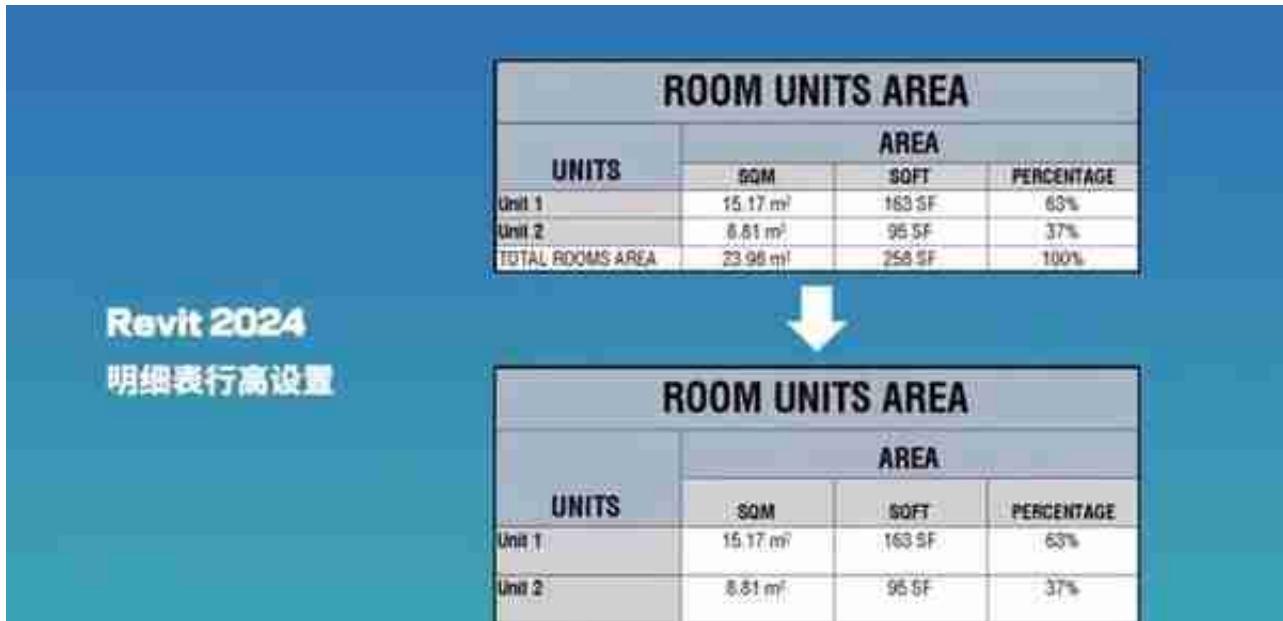 ROOM UNITS AREA
UNITS
AREA
SQM SQFT PERCENTAGE
Unit 1 15.17 m² 163 SF 63%
Unit 2 8.81 m² 95 SF 37%
TOTAL ROOMS AREA 23.98 m² 258 SF 100%
Revit 2024
明细表行高设置
ROOM UNITS AREA
UNITS
AREA
SQM SQFT PERCENTAGE
Unit 1 15.17 m² 163 SF 63%
Unit 2 8.81 m² 95 SF 37%